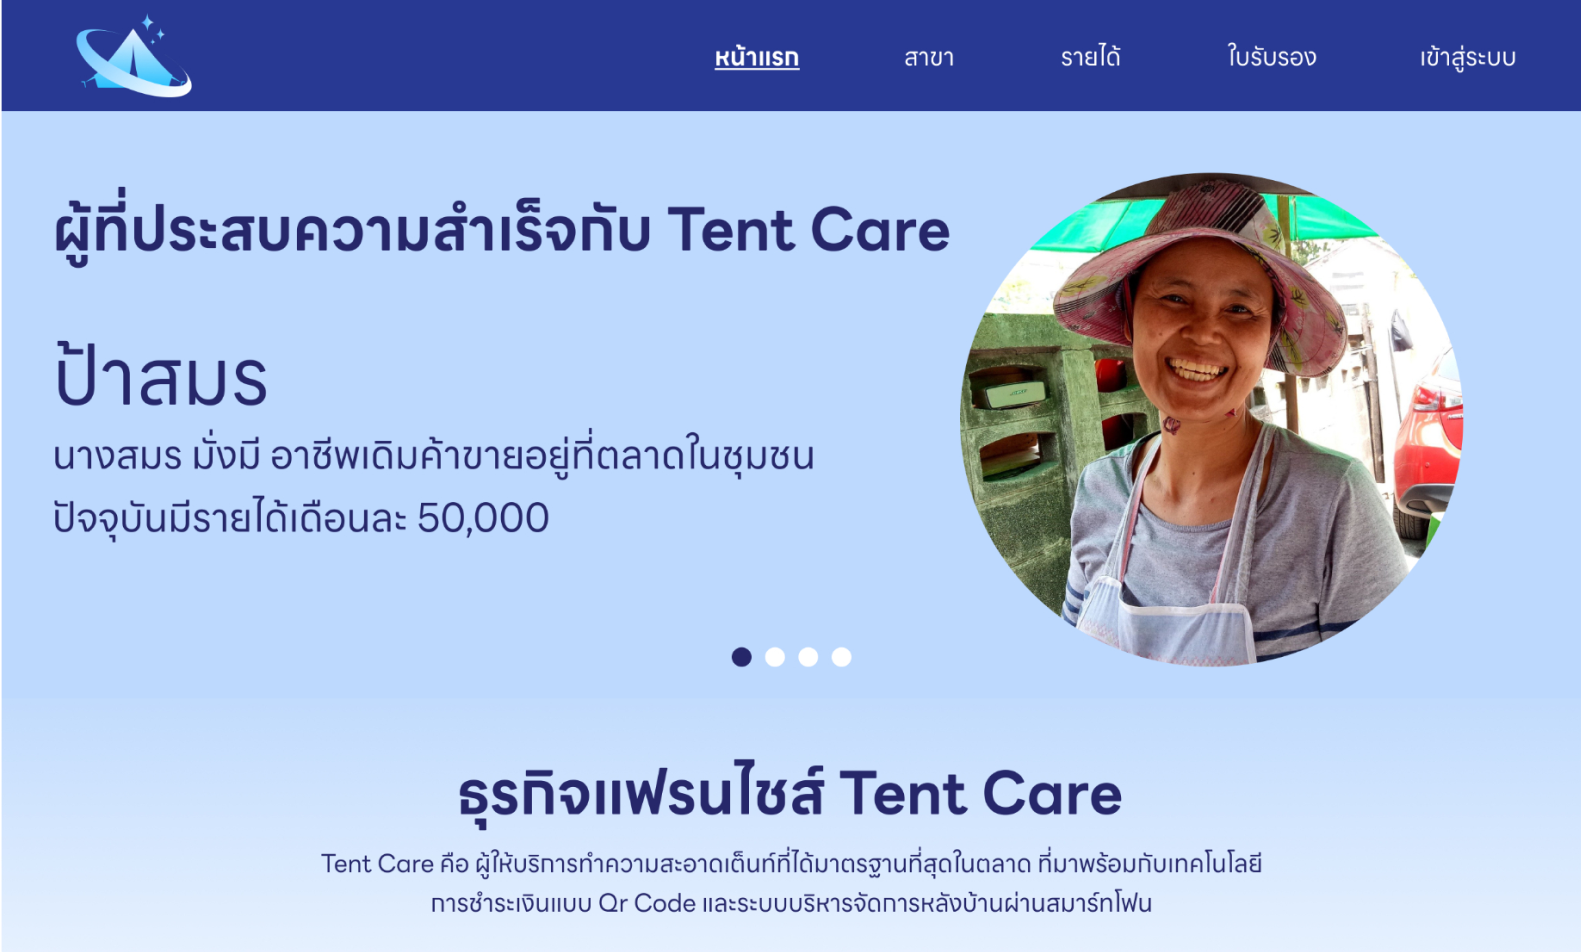 หน้าแรก
สาขา
รายได้
ใบรับรอง
เข้าสู่ระบบ
ผู้ที่ประสบความสำเร็จกับ Tent Care
ป้าสมร
นางสมร มั่งมี อาชีพเดิมค้าขายอยู่ที่ตลาดในชุมชน
ปัจจุบันมีรายได้เดือนละ 50,000
ธุรกิจแฟรนไชส์ Tent Care
Tent Care คือ ผู้ให้บริการทำความสะอาดเต็นท์ที่ได้มาตรฐานที่สุดในตลาด ที่มาพร้อมกับเทคโนโลยี
การชำระเงินแบบ Qr Code และระบบบริหารจัดการหลังบ้านผ่านสมาร์ทโฟน